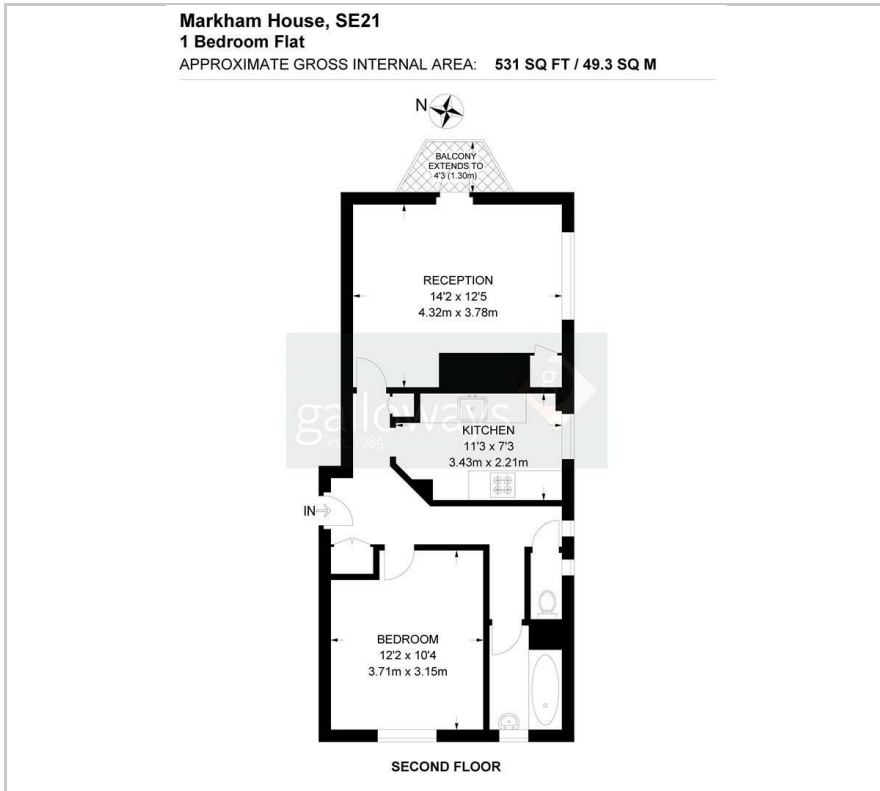 Markham House, SE21
1 Bedroom Flat
APPROXIMATE GROSS INTERNAL AREA: 531 SQ FT / 49.3 SQ M
N
BALCONY
EXTENDS TO
4'3 (1.30m)
RECEPTION
14'2 x 12'5
4.32m x 3.78m
g
galloways
est. 1985
KITCHEN
11'3 x 7'3
3.43m x 2.21m
IN
BEDROOM
12'2 x 10'4
3.71m x 3.15m
SECOND FLOOR